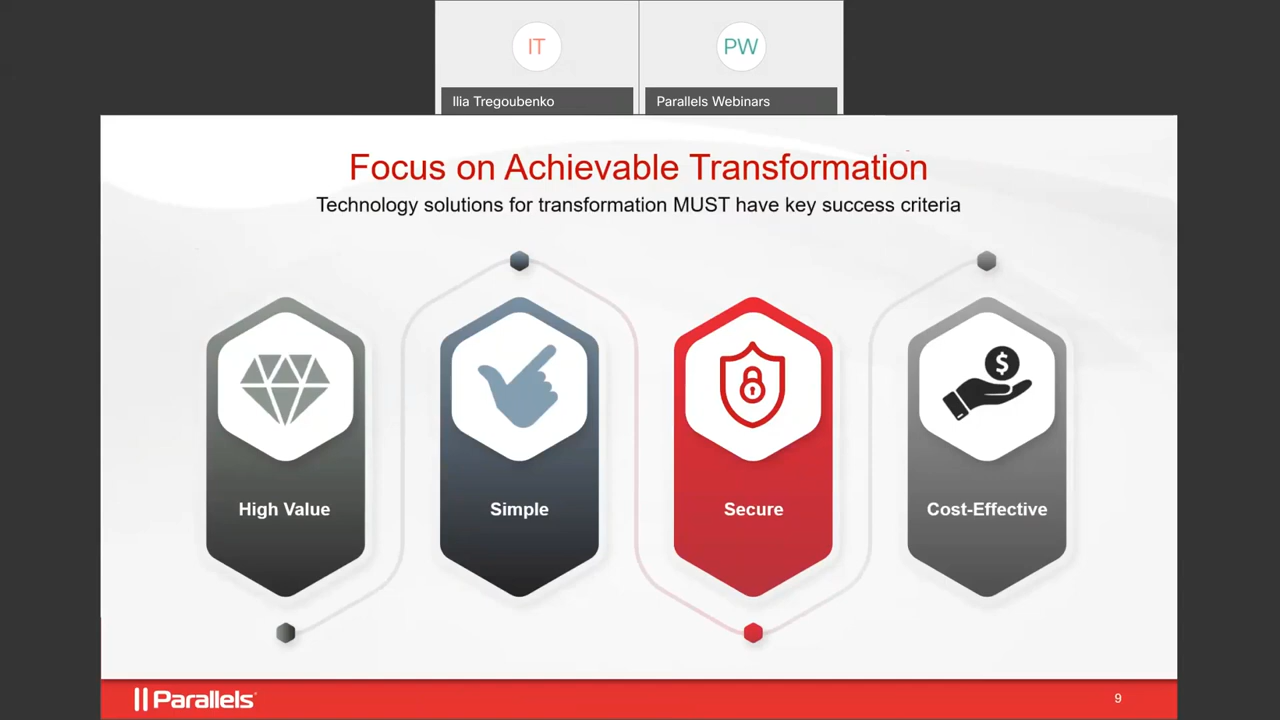 IT
PW
Ilia Tregoubenko
Parallels Webinars
Focus on Achievable Transformation
Technology solutions for transformation MUST have key success criteria
$
High Value
Simple
Secure
Cost-Effective
Parallels®
9